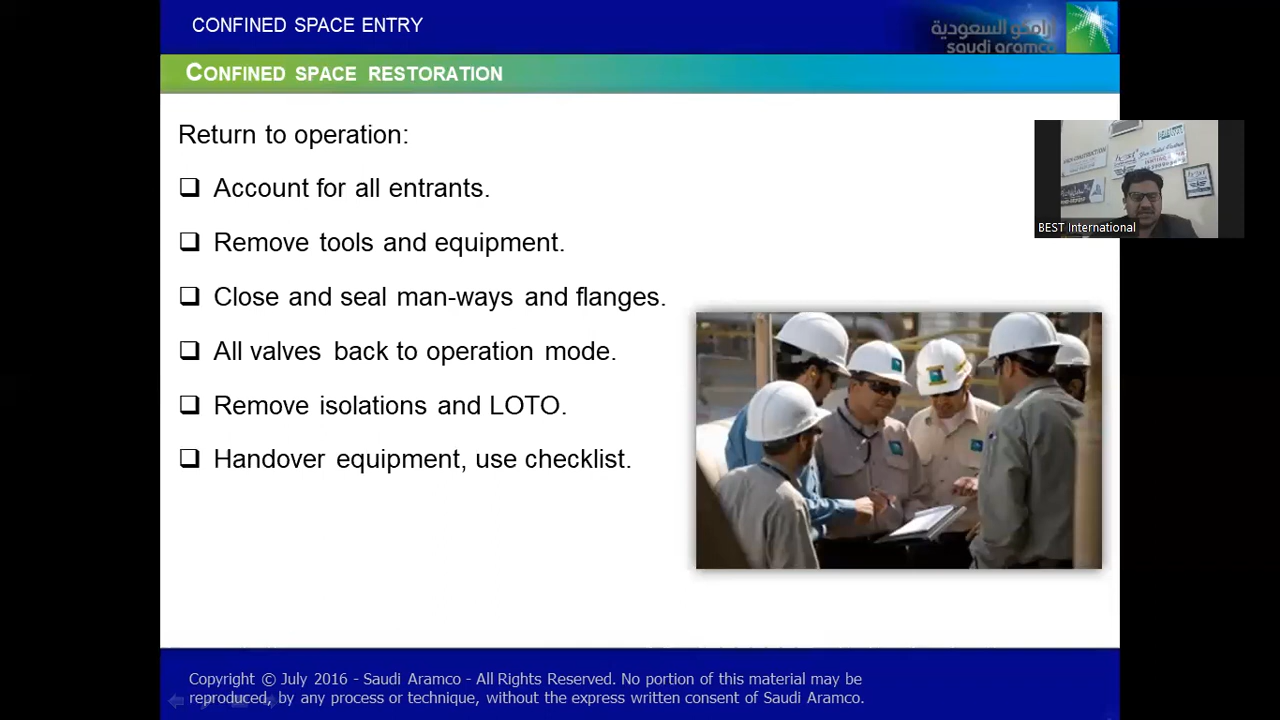 CONFINED SPACE ENTRY
أرامكو السعودية
saudi aramco
CONFINED SPACE RESTORATION
Return to operation:
Account for all entrants.
Remove tools and equipment.
Close and seal man-ways and flanges.
All valves back to operation mode.
Remove isolations and LOTO.
Handover equipment, use checklist.
BEST International
Copyright © July 2016 - Saudi Aramco - All Rights Reserved. No portion of this material may be
reproduced, by any process or technique, without the express written consent of Saudi Aramco.